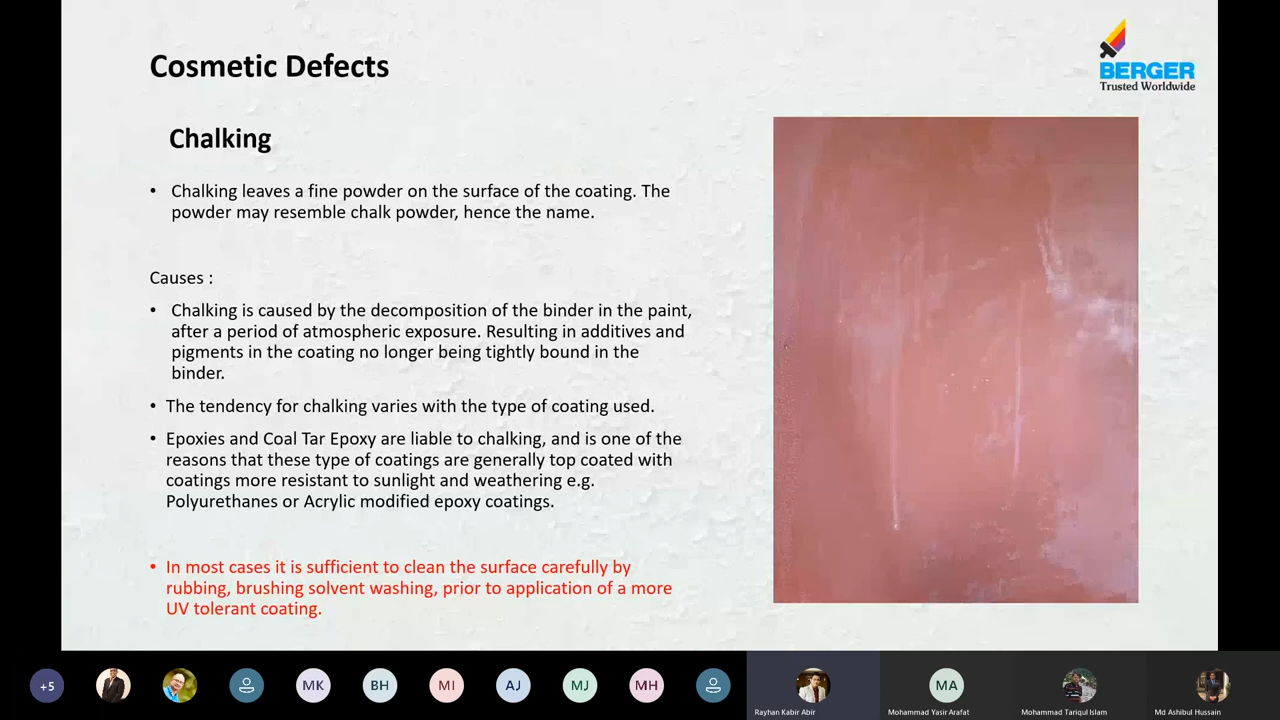 Cosmetic Defects
BERGER
Trusted Worldwide
Chalking
• Chalking leaves a fine powder on the surface of the coating. The
powder may resemble chalk powder, hence the name.
Causes :
• Chalking is caused by the decomposition of the binder in the paint,
after a period of atmospheric exposure. Resulting in additives and
pigments in the coating no longer being tightly bound in the
binder.
• The tendency for chalking varies with the type of coating used.
• Epoxies and Coal Tar Epoxy are liable to chalking, and is one of the
reasons that these type of coatings are generally top coated with
coatings more resistant to sunlight and weathering e.g.
Polyurethanes or Acrylic modified epoxy coatings.
• In most cases it is sufficient to clean the surface carefully by
rubbing, brushing solvent washing, prior to application of a more
UV tolerant coating.
+5 MK BH MI AJ MJ MH MA
Rayhan Kabir Abir Mohammad Yasir Arafat Mohammad Tariqul Islam Md Ashibul Hussain